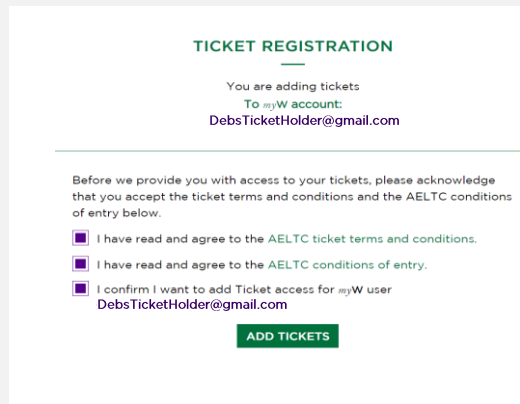 TICKET REGISTRATION
You are adding tickets
To myW account:
DebsTicketHolder@gmail.com
Before we provide you with access to your tickets, please acknowledge
that you accept the ticket terms and conditions and the AELTC conditions
of entry below.
I have read and agree to the AELTC ticket terms and conditions.
I have read and agree to the AELTC conditions of entry.
I confirm I want to add Ticket access for myW user
DebsTicketHolder@gmail.com
ADD TICKETS